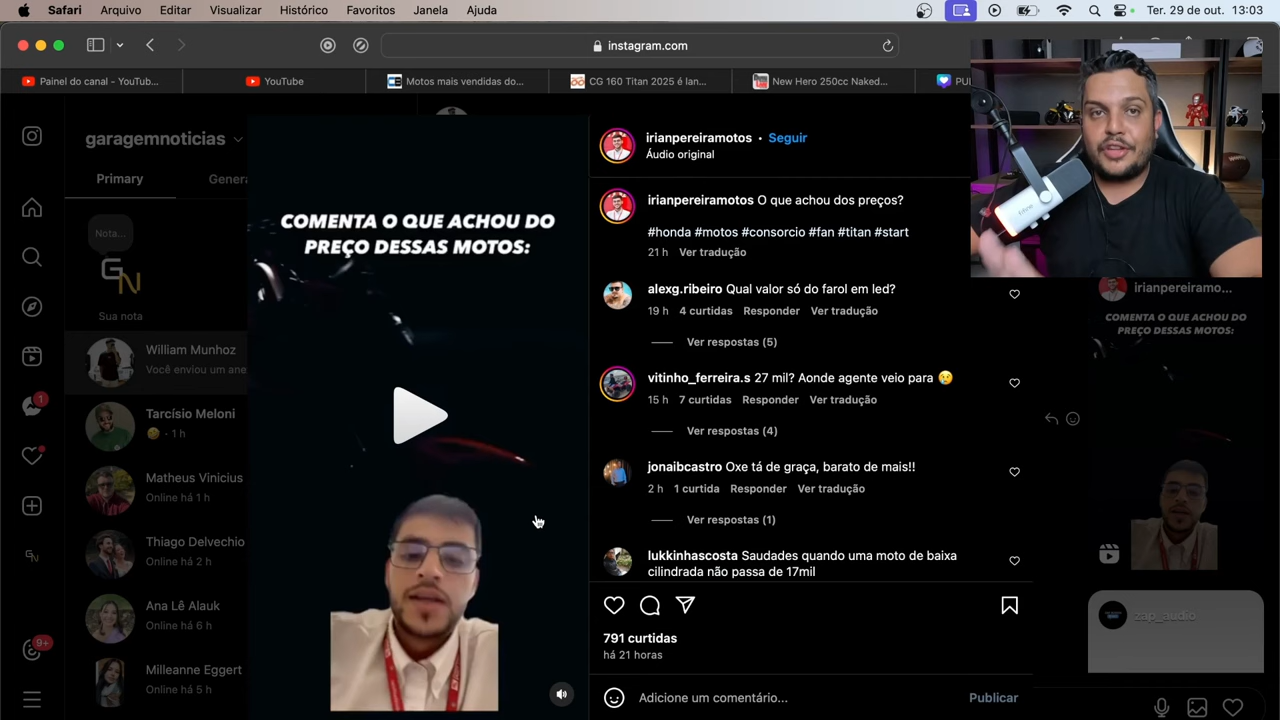 Safari Arquivo Editar Visualizar Histórico Favoritos Janela Ajuda Ter. 29 de out. 13:03
instagram.com
Painel do canal - YouTub... YouTube Motos mais vendidas do... CG 160 Titan 2025 é lan... New Hero 250cc Naked...
garagemnoticias
Primary
Nota...
GN
Sua nota
William Munhoz
Tarcísio Meloni
· 1 h
Matheus Vinicius
Online há 1 h
Thiago Delvechio
Online há 2 h
Ana Lê Alauk
Online há 6 h
Milleanne Eggert
Online há 5 h
1
9+
COMENTA O QUE ACHOU DO
PREÇO DESSAS MOTOS:
irianpereiramotos • Seguir
Áudio original
irianpereiramotos O que achou dos preços?
#honda #motos #consorcio #fan #titan #start
21 h Ver tradução
alexg.ribeiro Qual valor só do farol em led?
19 h 4 curtidas Responder Ver tradução
Ver respostas (5)
vitinho_ferreira.s 27 mil? Aonde agente veio para 😢
15 h 7 curtidas Responder Ver tradução
Ver respostas (4)
jonaibcastro Oxe tá de graça, barato de mais!!
2 h 1 curtida Responder Ver tradução
Ver respostas (1)
lukkinhascosta Saudades quando uma moto de baixa
cilindrada não passa de 17mil
791 curtidas
há 21 horas
Adicione um comentário... Publicar
irianpereiramo...
COMENTA O QUE ACHOU DO
PREÇO DESSAS MOTOS:
zap_audio